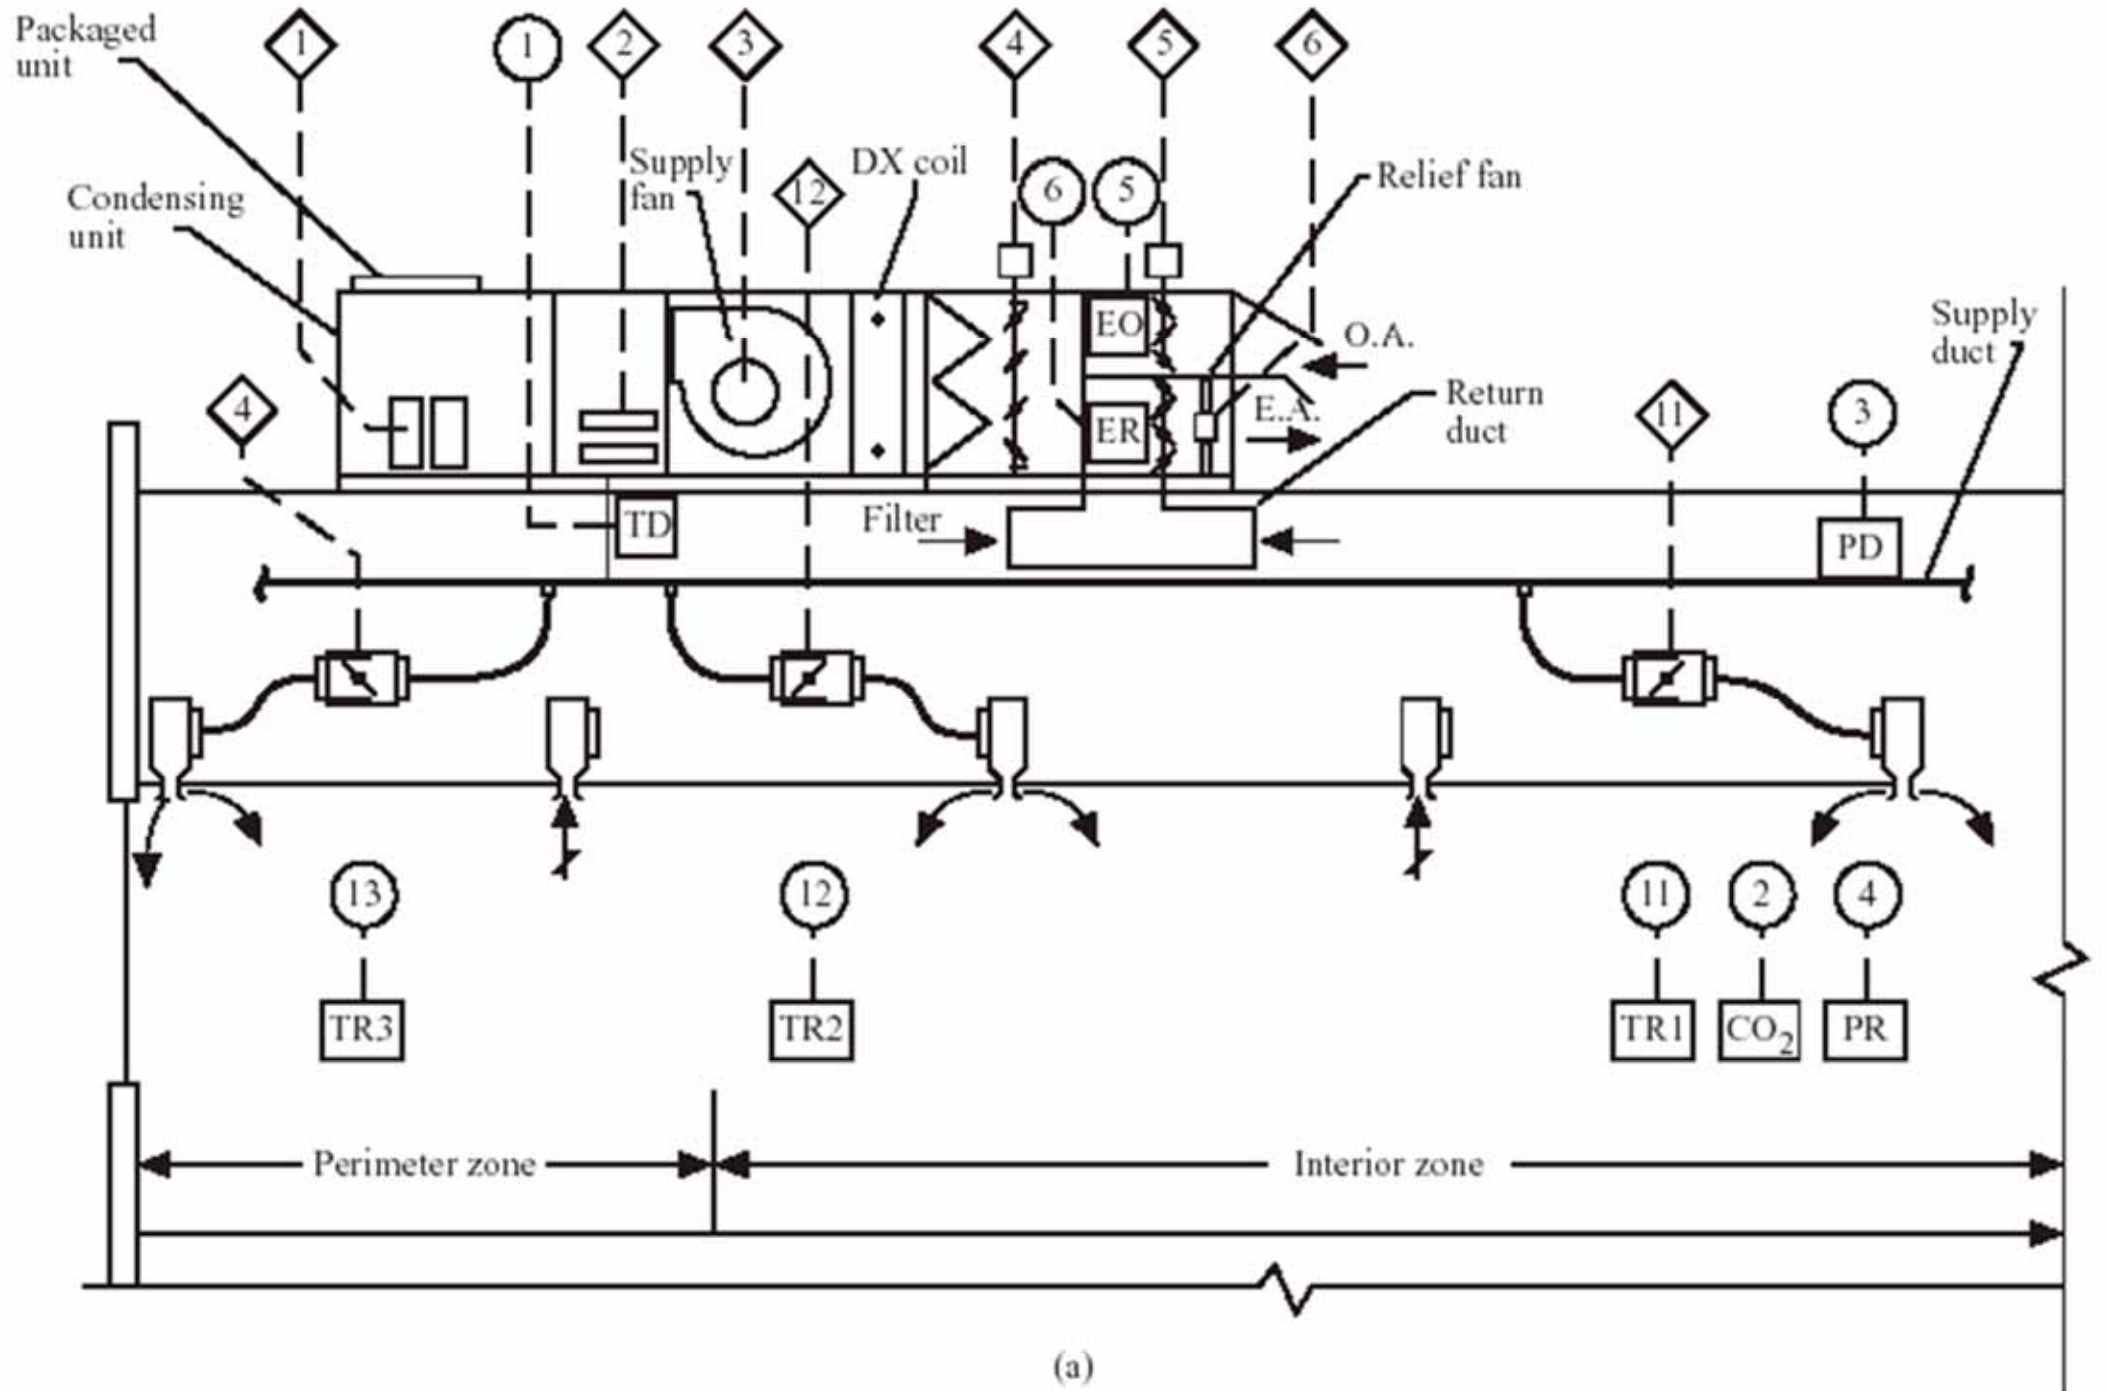 Packaged
unit
1
1
2
3
4
5
6
Supply
fan
DX coil
12
6
5
Relief fan
Condensing
unit
EO
O.A.
Supply
duct
4
ER
E.A.
Return
duct
11
3
TD
Filter
PD
13
12
11
2
4
TR3
TR2
TR1
CO2
PR
Perimeter zone
Interior zone
(a)